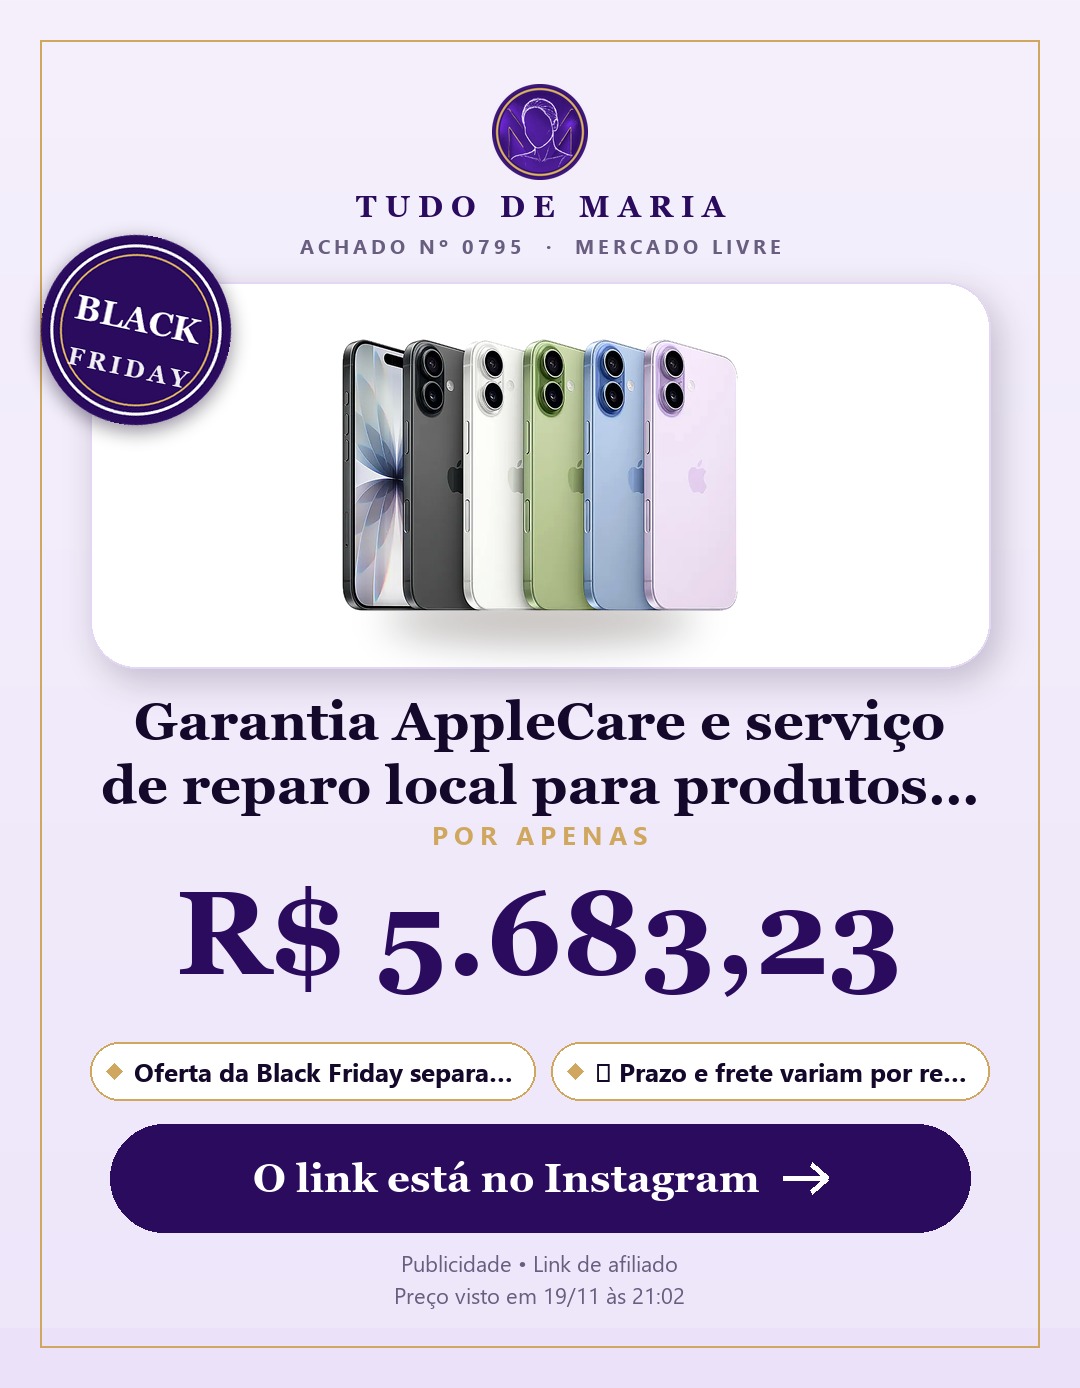 TUDO DE MARIA
ACHADO Nº 0795 · MERCADO LIVRE
BLACK
FRIDAY
Garantia AppleCare e serviço
de reparo local para produtos...
POR APENAS
R$ 5.683,23
Oferta da Black Friday separa...
Prazo e frete variam por re...
O link está no Instagram →
Publicidade • Link de afiliado
Preço visto em 19/11 às 21:02